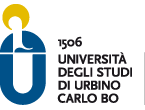 1506
UNIVERSITÀ
DEGLI STUDI
DI URBINO
CARLO BO